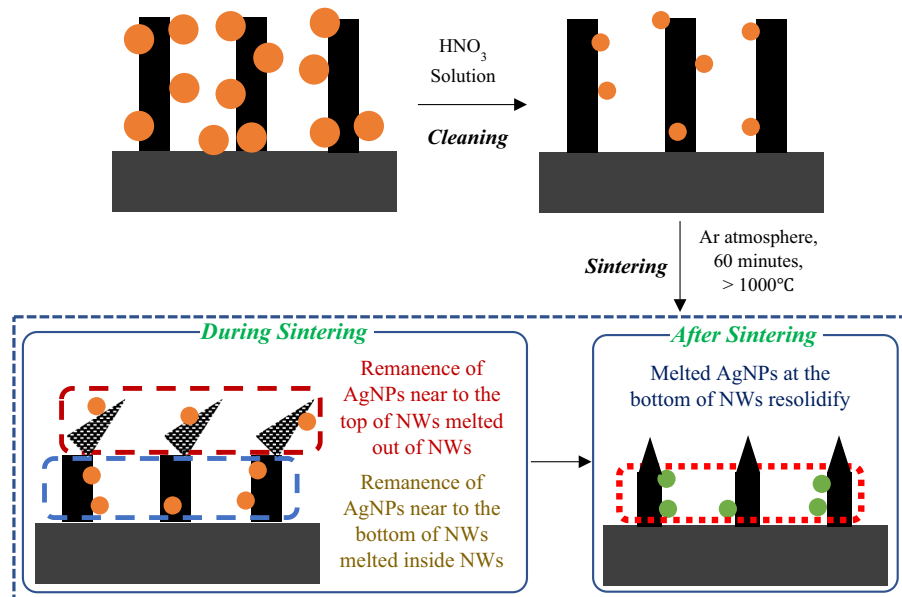 HNO3
Solution
Cleaning
Sintering
Ar atmosphere,
60 minutes,
> 1000℃
During Sintering
Remanence of
AgNPs near to the
top of NWs melted
out of NWs
Remanence of
AgNPs near to the
bottom of NWs
melted inside NWs
After Sintering
Melted AgNPs at the
bottom of NWs resolidify